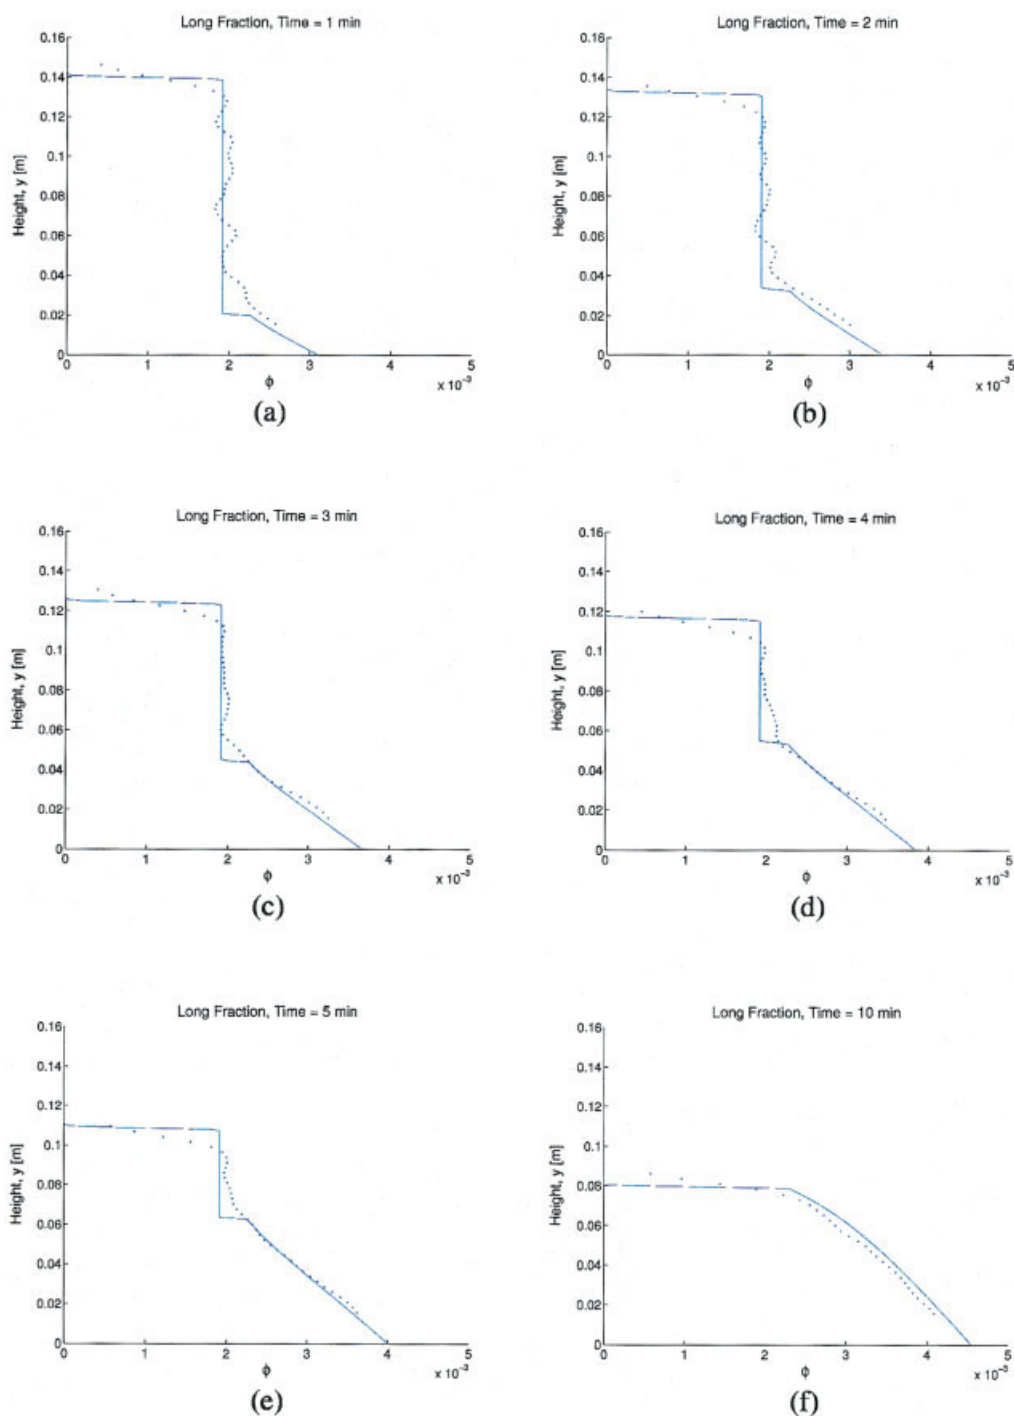 Long Fraction, Time = 1 min
0.16
0.14
0.12
0.1
0.08
0.06
0.04
0.02
0
Height, y [m]
0 1 2 3 4 5
ϕ
x 10⁻³
(a)
Long Fraction, Time = 2 min
0.16
0.14
0.12
0.1
0.08
0.06
0.04
0.02
0
Height, y [m]
0 1 2 3 4 5
ϕ
x 10⁻³
(b)
Long Fraction, Time = 3 min
0.16
0.14
0.12
0.1
0.08
0.06
0.04
0.02
0
Height, y [m]
0 1 2 3 4 5
ϕ
x 10⁻³
(c)
Long Fraction, Time = 4 min
0.16
0.14
0.12
0.1
0.08
0.06
0.04
0.02
0
Height, y [m]
0 1 2 3 4 5
ϕ
x 10⁻³
(d)
Long Fraction, Time = 5 min
0.16
0.14
0.12
0.1
0.08
0.06
0.04
0.02
0
Height, y [m]
0 1 2 3 4 5
ϕ
x 10⁻³
(e)
Long Fraction, Time = 10 min
0.16
0.14
0.12
0.1
0.08
0.06
0.04
0.02
0
Height, y [m]
0 1 2 3 4 5
ϕ
x 10⁻³
(f)